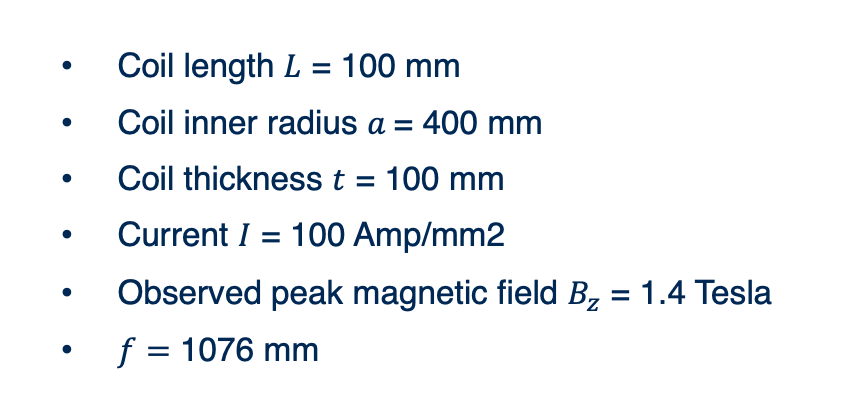 • Coil length L = 100 mm
• Coil inner radius a = 400 mm
• Coil thickness t = 100 mm
• Current I = 100 Amp/mm2
• Observed peak magnetic field B_z = 1.4 Tesla
• f = 1076 mm